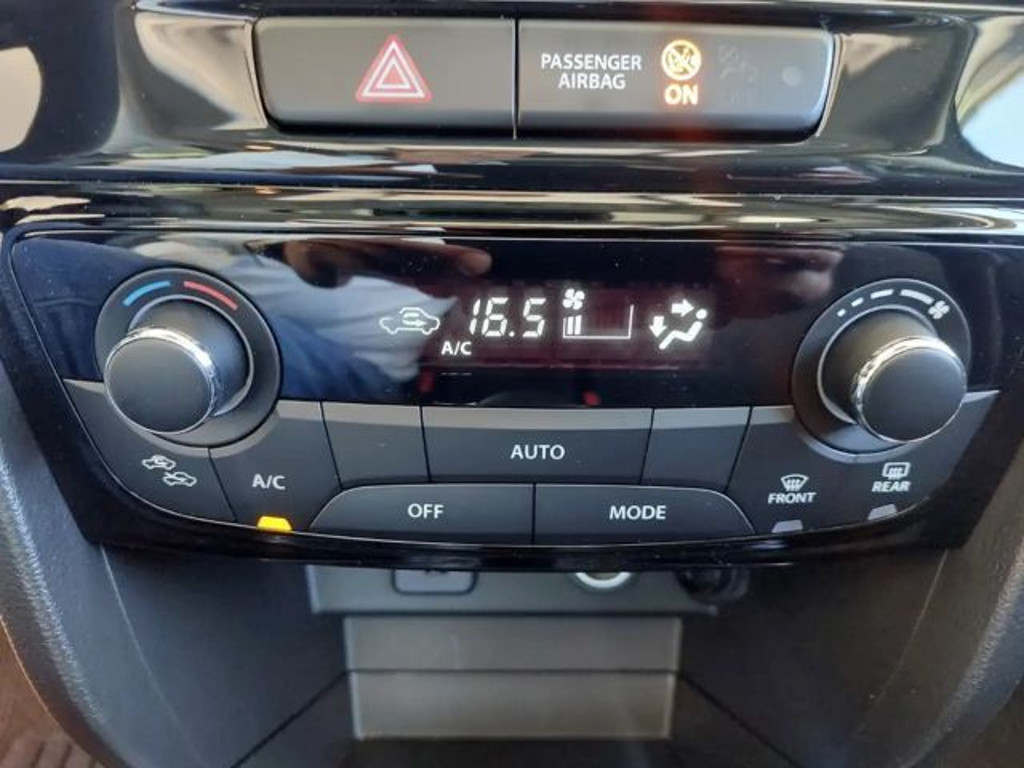 PASSENGER
AIRBAG
ON
16.5
A/C
AUTO
A/C
OFF
MODE
FRONT
REAR